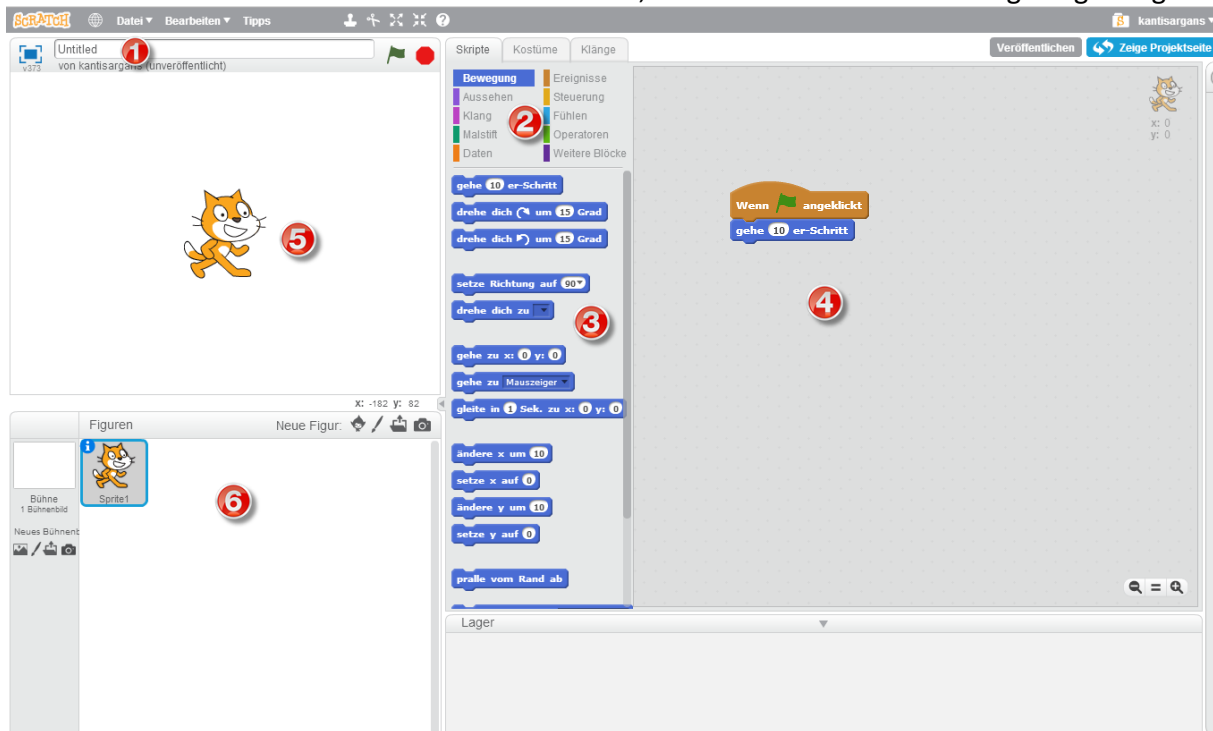 SCRATCH Datei Bearbeiten Tipps kantisargans
Untitled
v373 von kantisargans (unveröffentlicht)
1
Skripte Kostüme Klänge
Veröffentlichen Zeige Projektseite
Bewegung Ereignisse
Aussehen Steuerung
Klang Fühlen
Malstift Operatoren
Daten Weitere Blöcke
2
gehe 10 er-Schritt
drehe dich um 15 Grad
drehe dich um 15 Grad
setze Richtung auf 90
drehe dich zu
3
gehe zu x: 0 y: 0
gehe zu Mauszeiger
gleite in 1 Sek. zu x: 0 y: 0
ändere x um 10
setze x auf 0
ändere y um 10
setze y auf 0
pralle vom Rand ab
x: 0
y: 0
Wenn angeklickt
gehe 10 er-Schritt
4
5
X: -182 y: 82
Figuren Neue Figur:
Sprite1
6
Bühne
1 Bühnenbild
Neues Bühnent
Lager